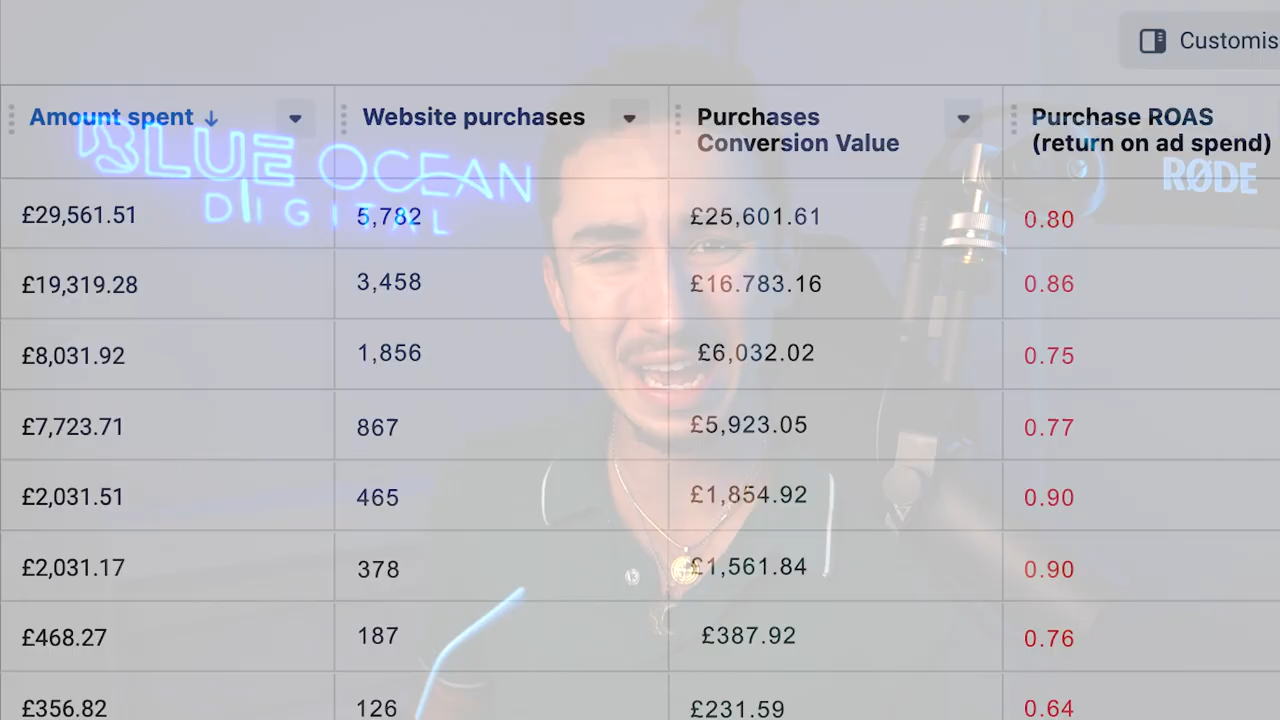 Customis
Amount spent ↓
Website purchases
Purchases
Conversion Value
Purchase ROAS
(return on ad spend)
BLUE OCEAN
DIGITAL
RØDE
£29,561.51 5,782 £25,601.61 0.80
£19,319.28 3,458 £16.783.16 0.86
£8,031.92 1,856 £6,032.02 0.75
£7,723.71 867 £5,923.05 0.77
£2,031.51 465 £1,854.92 0.90
£2,031.17 378 £1,561.84 0.90
£468.27 187 £387.92 0.76
£356.82 126 £231.59 0.64